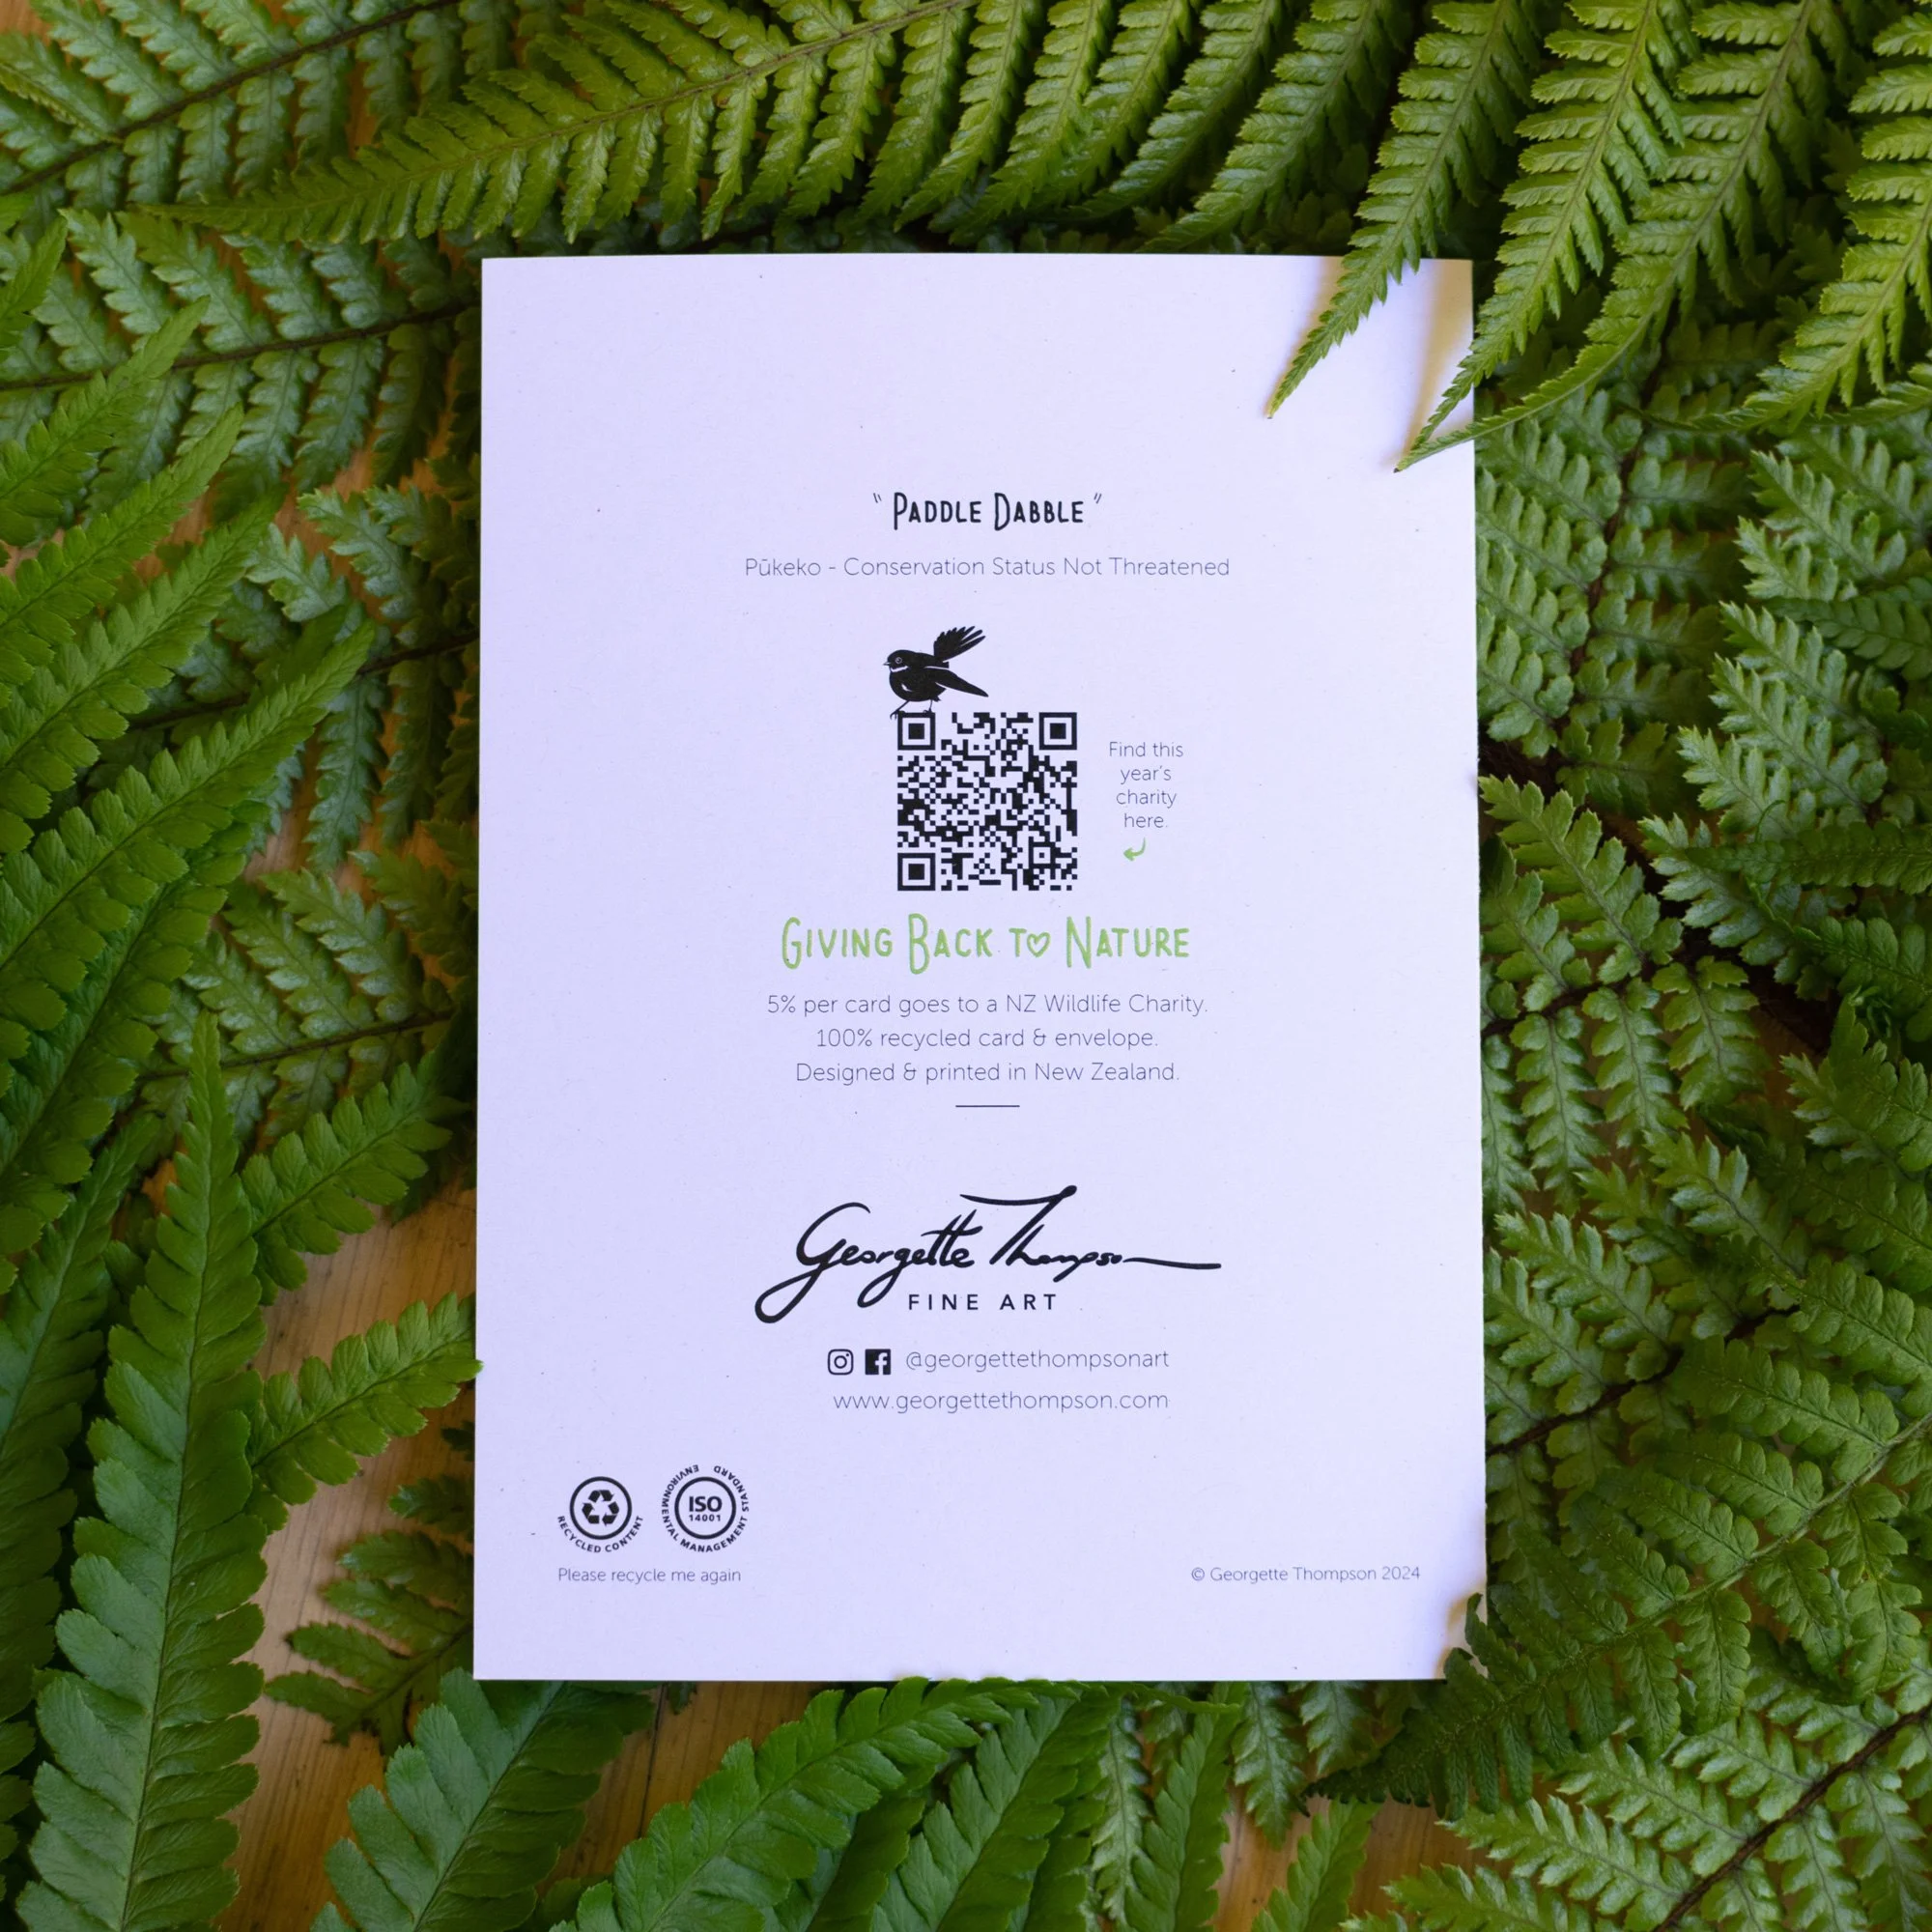 " PADDLE DABBLE "
Pūkeko - Conservation Status Not Threatened
Find this
year's
charity
here.
GIVING BACK TO NATURE
5% per card goes to a NZ Wildlife Charity.
100% recycled card & envelope.
Designed & printed in New Zealand.
Georgette Thompson
FINE ART
@georgettethompsonart
www.georgettethompson.com
RECYCLED CONTENT
ENVIRONMENTAL MANAGEMENT STANDARD
ISO
14001
Please recycle me again
© Georgette Thompson 2024